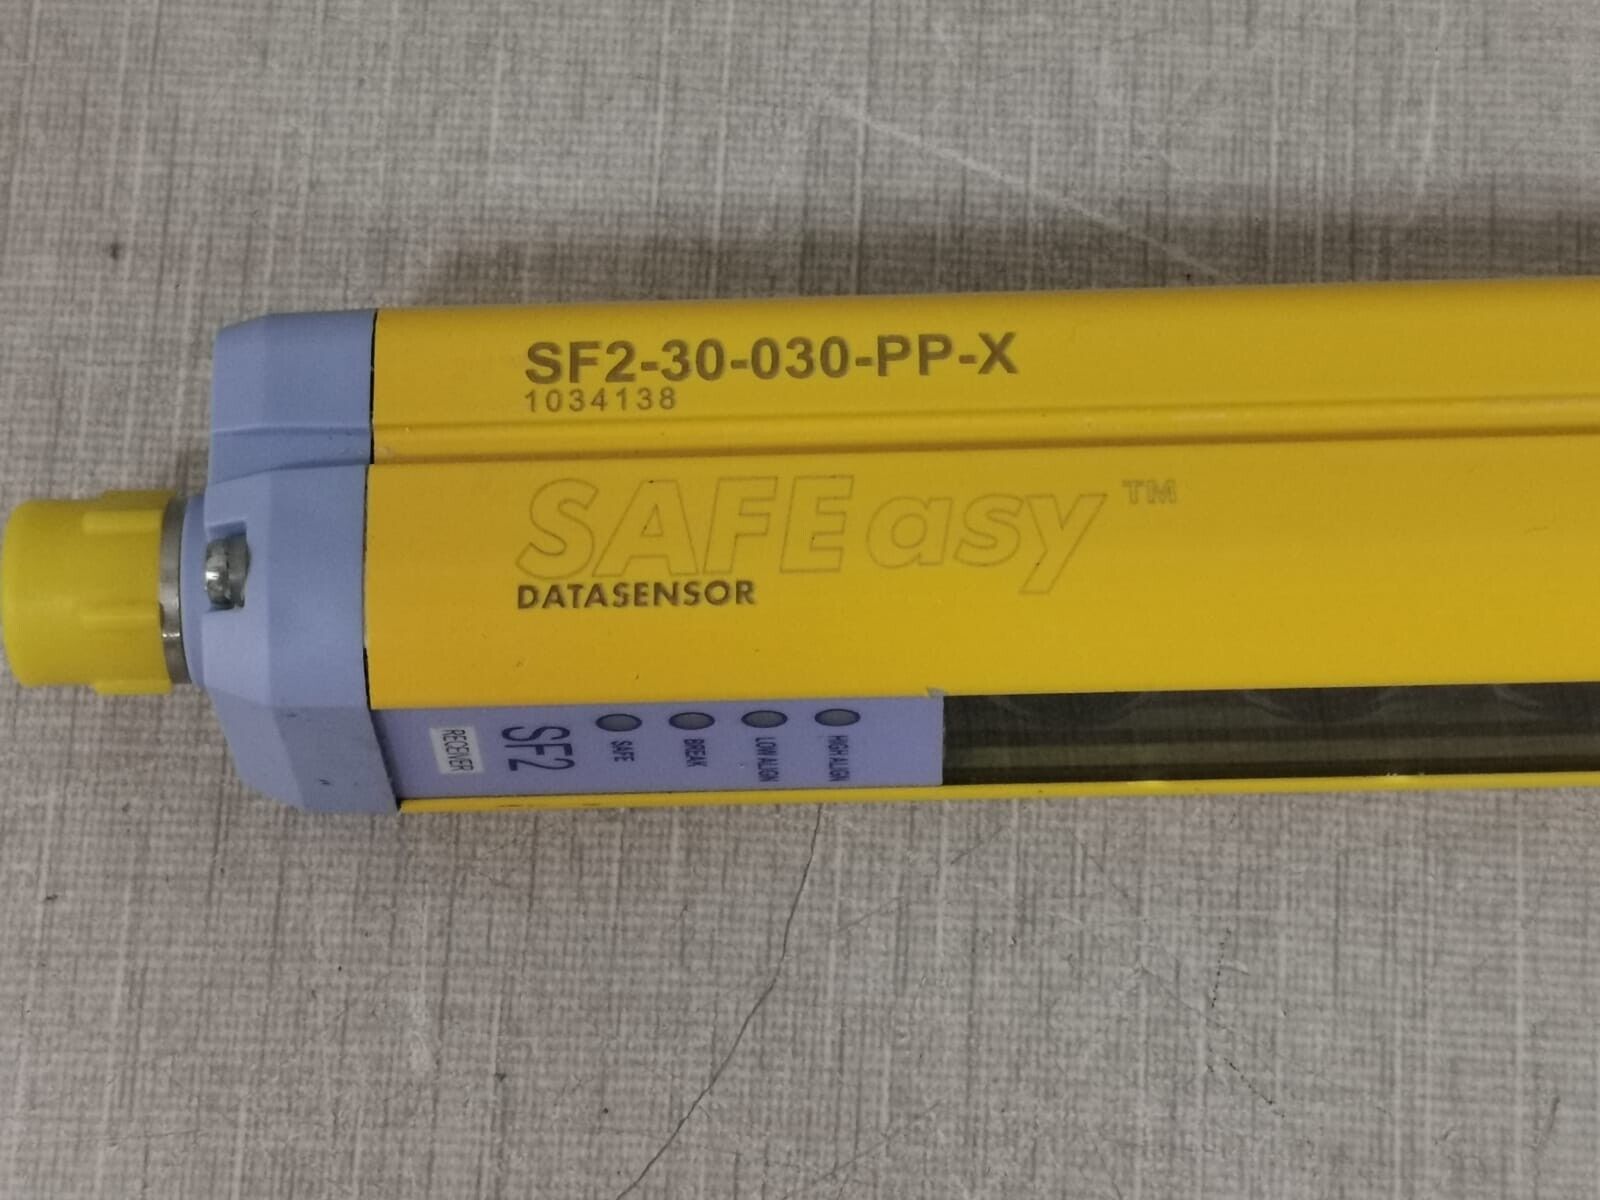 SF2-30-030-PP-X
1034138
SAFEasy™
DATASENSOR
RECEIVER
SF2
SAFE
BREAK
LOW ALIGN
HIGH ALIGN